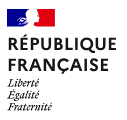 RÉPUBLIQUE
FRANÇAISE
Liberté
Égalité
Fraternité